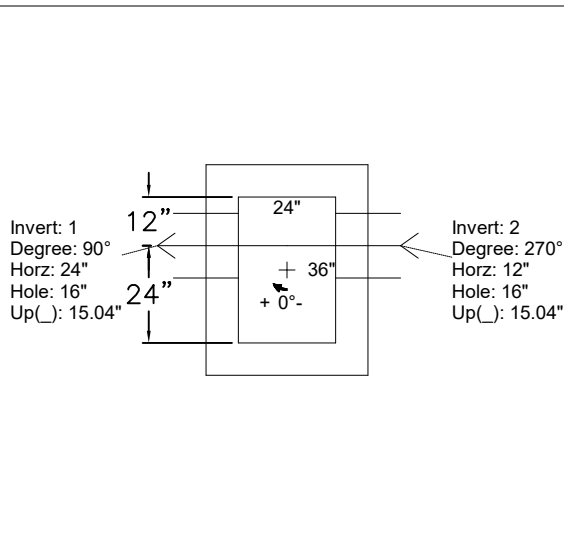 Invert: 1
Degree: 90°
Horz: 24"
Hole: 16"
Up(_): 15.04"
12”
24”
24"
36"
+ 0°-
Invert: 2
Degree: 270°
Horz: 12"
Hole: 16"
Up(_): 15.04"